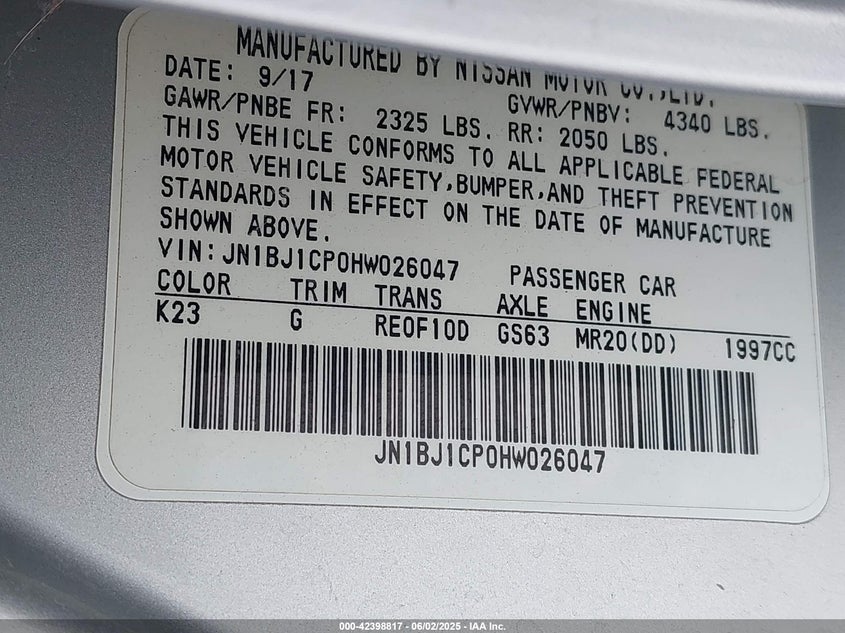 MANUFACTURED BY NISSAN MOTOR CO.,LTD.
DATE: 9/17 GVWR/PNBV: 4340 LBS.
GAWR/PNBE FR: 2325 LBS. RR: 2050 LBS.
THIS VEHICLE CONFORMS TO ALL APPLICABLE FEDERAL
MOTOR VEHICLE SAFETY,BUMPER,AND THEFT PREVENTION
STANDARDS IN EFFECT ON THE DATE OF MANUFACTURE
SHOWN ABOVE.
VIN:JN1BJ1CP0HW026047 PASSENGER CAR
COLOR TRIM TRANS AXLE ENGINE
K23 G RE0F10D GS63 MR20(DD) 1997CC
JN1BJ1CP0HW026047
000-42398817 - 06/02/2025 - IAA Inc.